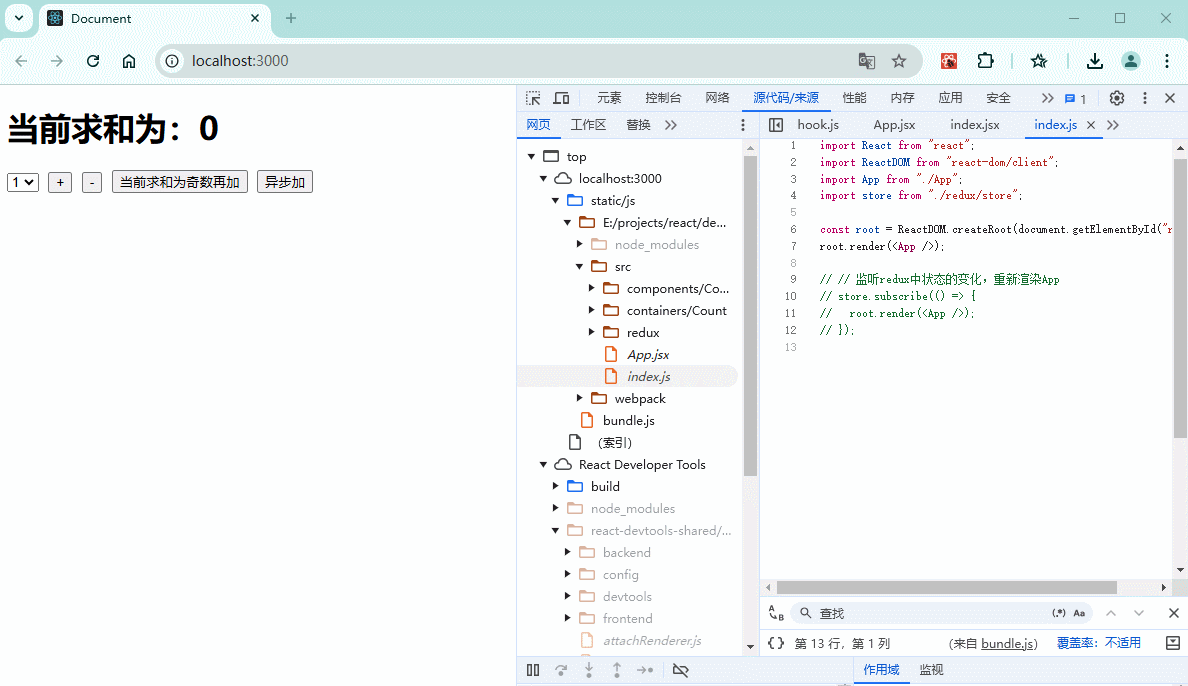 Document
localhost:3000
当前求和为：0
1
+
-
当前求和为奇数再加
异步加
元素
控制台
网络
源代码/来源
性能
内存
应用
安全
1
网页
工作区
替换
hook.js
App.jsx
index.jsx
index.js
top
localhost:3000
static/js
E:/projects/react/de...
node_modules
src
components/Co...
containers/Count
redux
App.jsx
index.js
webpack
bundle.js
(索引)
React Developer Tools
build
node_modules
react-devtools-shared/...
backend
config
devtools
frontend
attachRenderer.js
1 import React from "react";
2 import ReactDOM from "react-dom/client";
3 import App from "./App";
4 import store from "./redux/store";
5
6 const root = ReactDOM.createRoot(document.getElementById("r
7 root.render(<App />);
8
9 // // 监听redux中状态的变化，重新渲染App
10 // store.subscribe(() => {
11 //   root.render(<App />);
12 // });
13
查找
(.*)
Aa
{ } 第 13 行，第 1 列
(来自 bundle.js)
覆盖率：不适用
作用域
监视